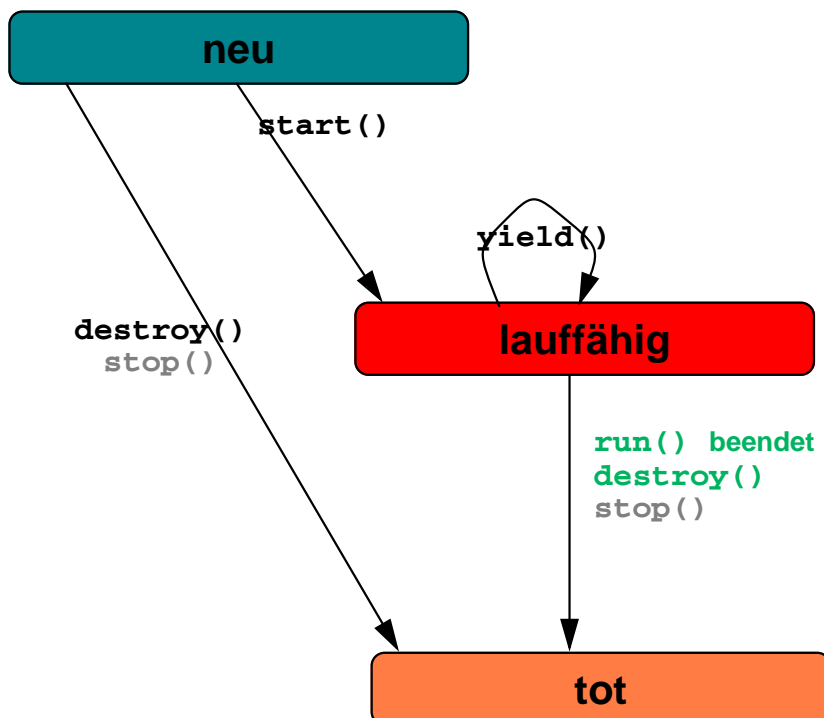 neu
start()
yield()
destroy()
stop()
lauffähig
run() beendet
destroy()
stop()
tot